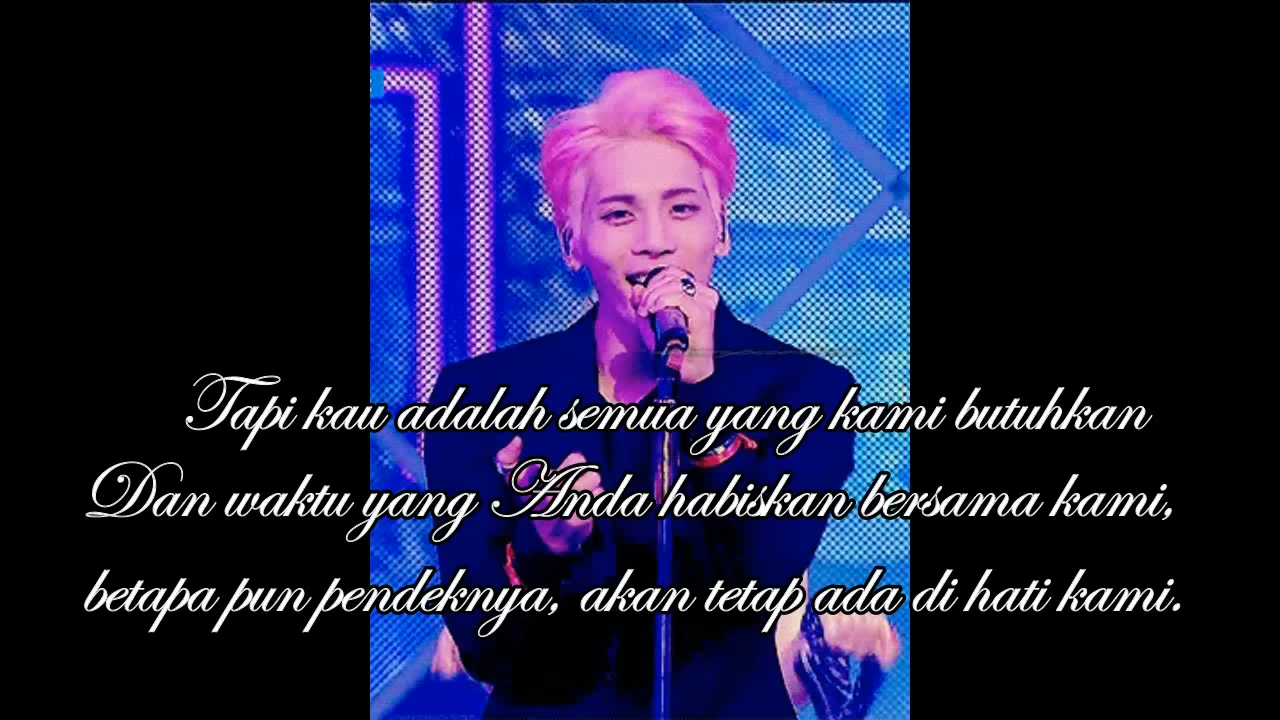 Tapi kau adalah semua yang kami butuhkan
Dan waktu yang Anda habiskan bersama kami,
betapa pun pendeknya, akan tetap ada di hati kami.